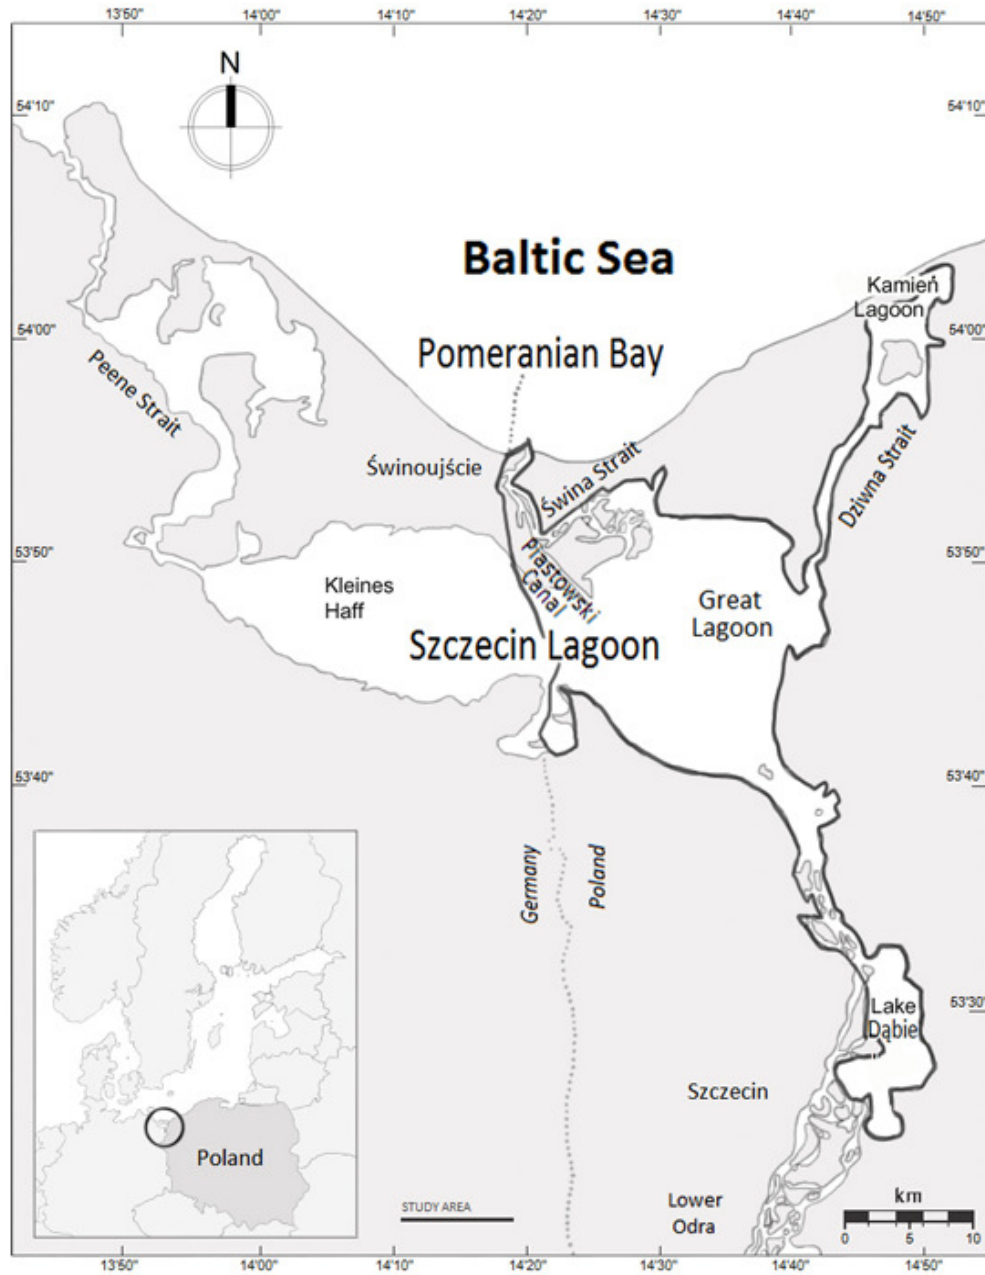 13'50" 14'00" 14'10" 14'20" 14'30" 14'40" 14'50"
N
54'10" 54'10"
Baltic Sea
Kamień
Lagoon
54'00" 54'00"
Pomeranian Bay
Peene Strait
Świnoujście
Świna Strait
Dziwna Strait
53'50" 53'50"
Piastowski
Canal
Kleines
Haff
Great
Lagoon
Szczecin Lagoon
53'40" 53'40"
Germany
Poland
53'30"
Lake
Dąbie
Szczecin
Poland
Lower
Odra
STUDY AREA
km
0 5 10
13'50" 14'00" 14'10" 14'20" 14'30" 14'40" 14'50"